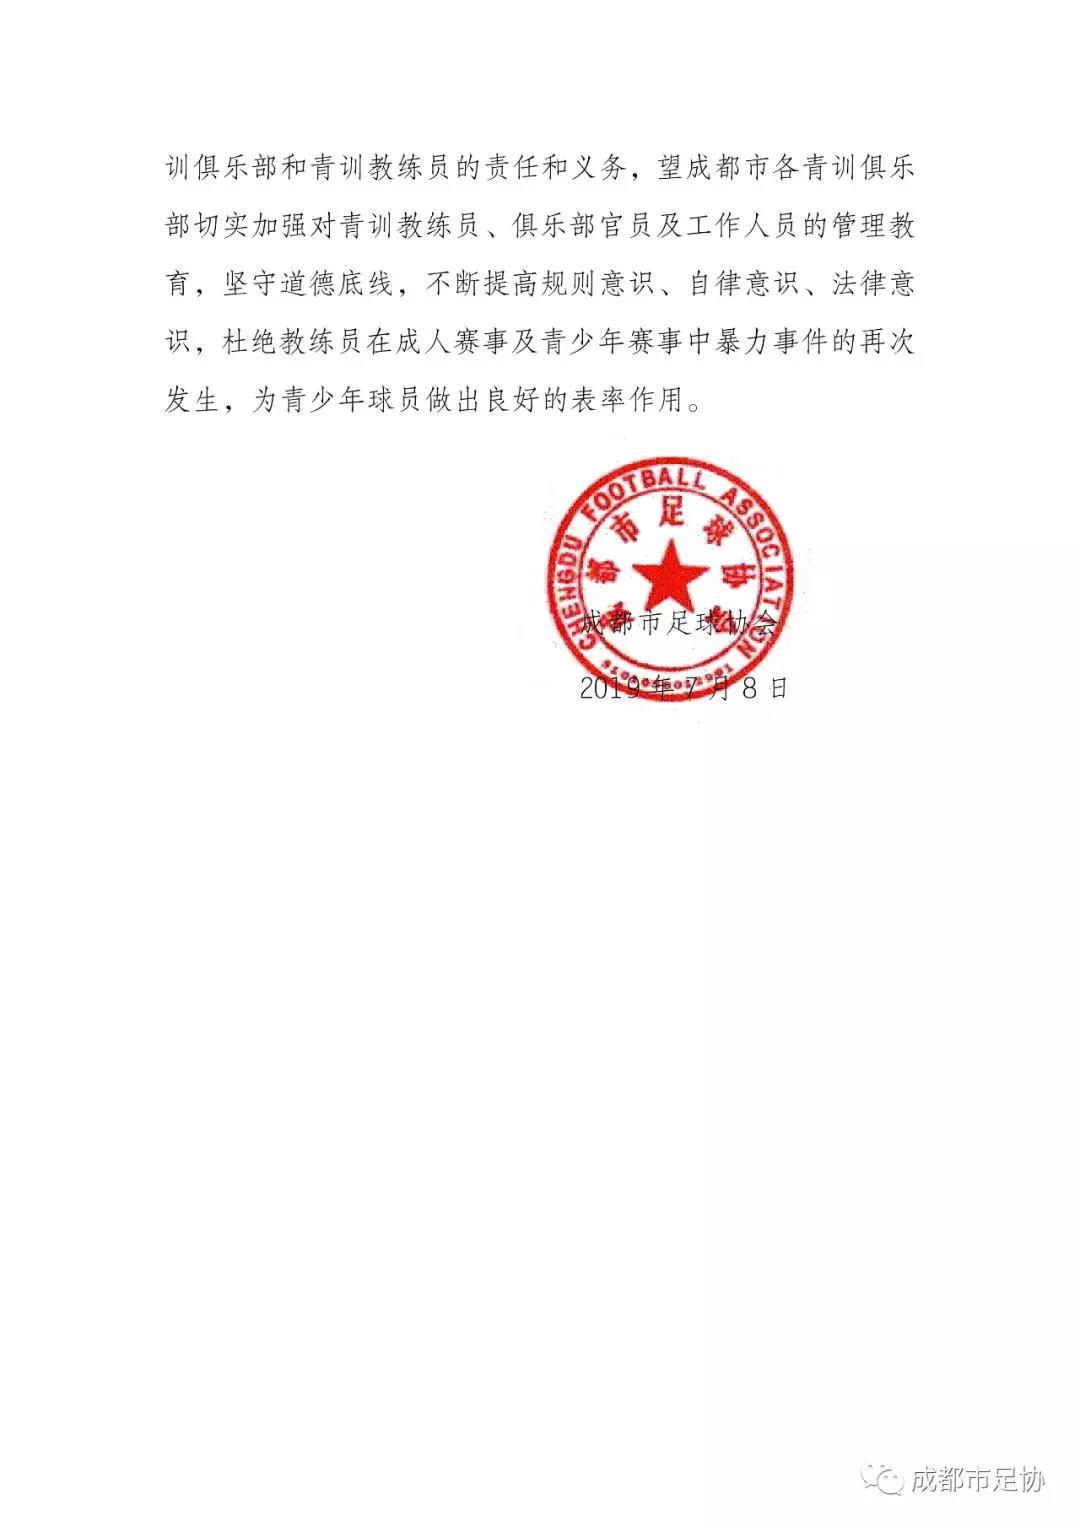 训俱乐部和青训教练员的责任和义务，望成都市各青训俱乐
部切实加强对青训教练员、俱乐部官员及工作人员的管理教
育，坚守道德底线，不断提高规则意识、自律意识、法律意
识，杜绝教练员在成人赛事及青少年赛事中暴力事件的再次
发生，为青少年球员做出良好的表率作用。
CHENGDU FOOTBALL ASSOCIATION
成都市足球协会
成都市足球协会
2019 年 7 月 8 日
成都市足协